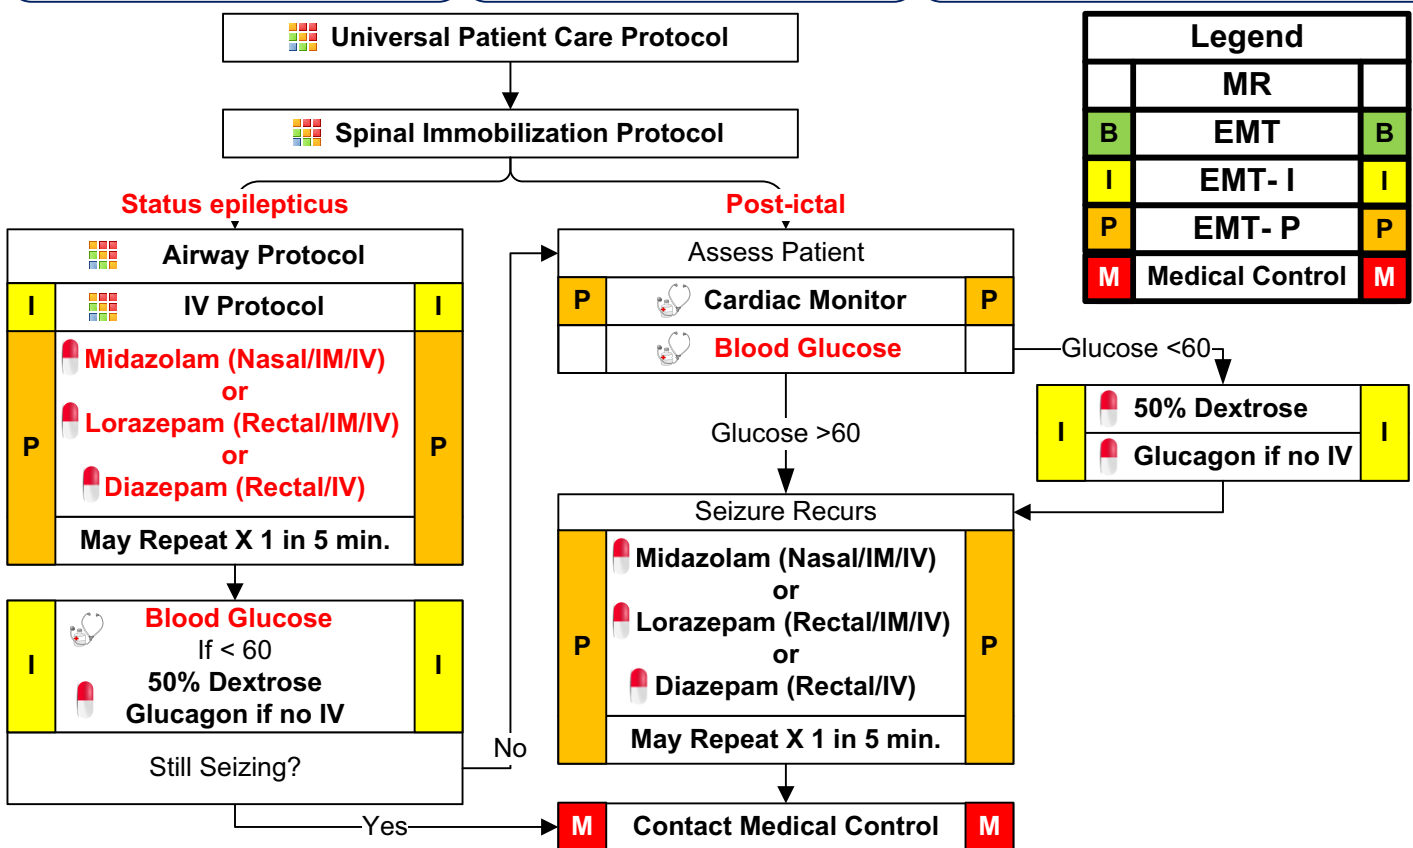 Universal Patient Care Protocol
Spinal Immobilization Protocol
Legend
MR
B EMT B
I EMT- I I
P EMT- P P
M Medical Control M
Status epilepticus
Airway Protocol
I IV Protocol I
P
Midazolam (Nasal/IM/IV)
or
Lorazepam (Rectal/IM/IV)
or
Diazepam (Rectal/IV)
P
May Repeat X 1 in 5 min.
I
Blood Glucose
If < 60
50% Dextrose
Glucagon if no IV
I
Still Seizing?
No
Yes
Post-ictal
Assess Patient
P Cardiac Monitor P
Blood Glucose
Glucose <60
I
50% Dextrose
Glucagon if no IV
I
Glucose >60
Seizure Recurs
P
Midazolam (Nasal/IM/IV)
or
Lorazepam (Rectal/IM/IV)
or
Diazepam (Rectal/IV)
P
May Repeat X 1 in 5 min.
M Contact Medical Control M